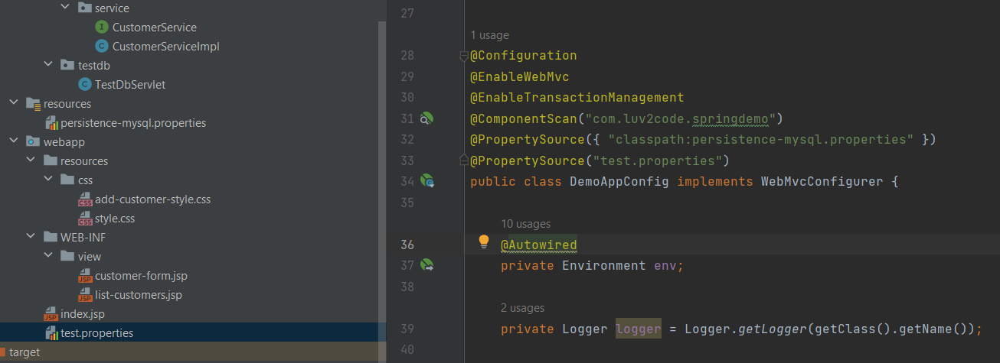 service
CustomerService
CustomerServiceImpl
testdb
TestDbServlet
resources
persistence-mysql.properties
webapp
resources
css
add-customer-style.css
style.css
WEB-INF
view
customer-form.jsp
list-customers.jsp
index.jsp
test.properties
target
27
1 usage
28 @Configuration
29 @EnableWebMvc
30 @EnableTransactionManagement
31 @ComponentScan("com.luv2code.springdemo")
32 @PropertySource({ "classpath:persistence-mysql.properties" })
33 @PropertySource("test.properties")
34 public class DemoAppConfig implements WebMvcConfigurer {
35
10 usages
36 @Autowired
37 private Environment env;
38
2 usages
39 private Logger logger = Logger.getLogger(getClass().getName());
40